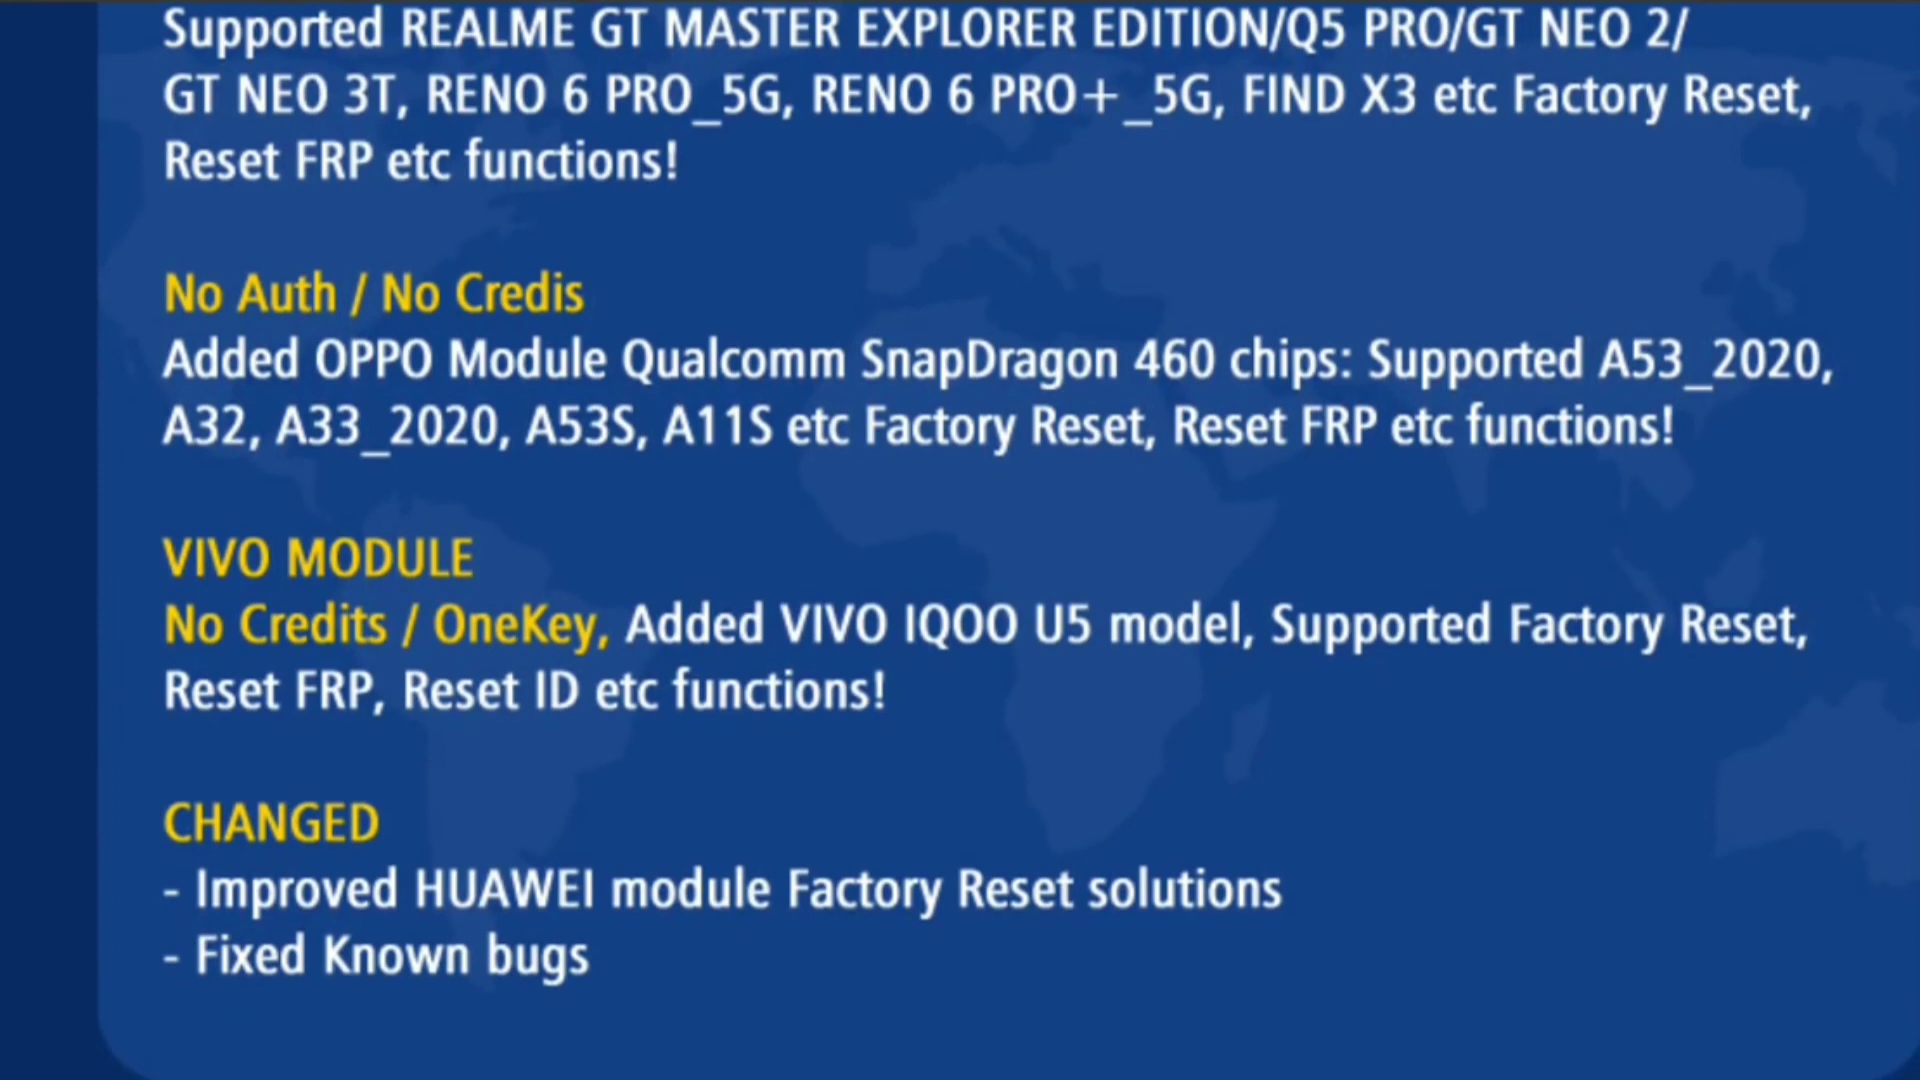 Supported REALME GT MASTER EXPLORER EDITION/Q5 PRO/GT NEO 2/
GT NEO 3T, RENO 6 PRO_5G, RENO 6 PRO+_5G, FIND X3 etc Factory Reset,
Reset FRP etc functions!
No Auth / No Credis
Added OPPO Module Qualcomm SnapDragon 460 chips: Supported A53_2020,
A32, A33_2020, A53S, A11S etc Factory Reset, Reset FRP etc functions!
VIVO MODULE
No Credits / OneKey, Added VIVO IQOO U5 model, Supported Factory Reset,
Reset FRP, Reset ID etc functions!
CHANGED
- Improved HUAWEI module Factory Reset solutions
- Fixed Known bugs